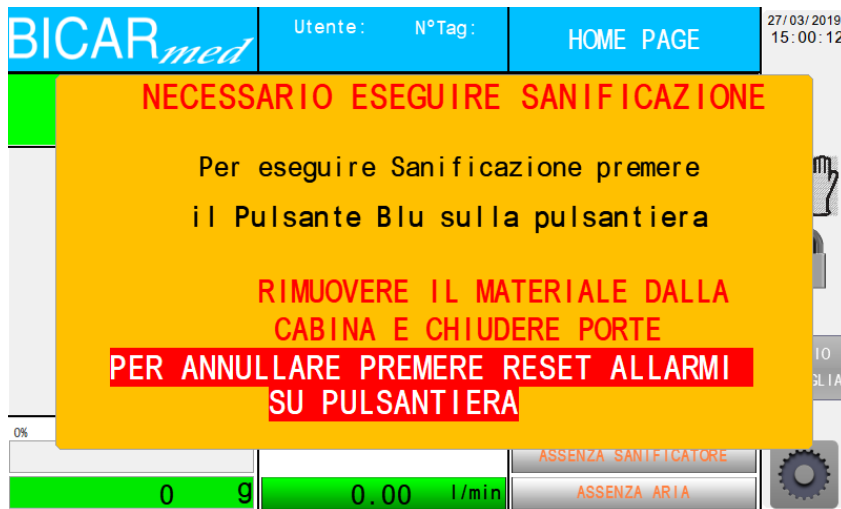 BICARmed
Utente: N°Tag:
HOME PAGE
27/03/2019
15:00:12
NECESSARIO ESEGUIRE SANIFICAZIONE
Per eseguire Sanificazione premere
il Pulsante Blu sulla pulsantiera
RIMUOVERE IL MATERIALE DALLA
CABINA E CHIUDERE PORTE
PER ANNULLARE PREMERE RESET ALLARMI
SU PULSANTIERA
0%
ASSENZA SANIFICATORE
0 g
0.00 l/min
ASSENZA ARIA